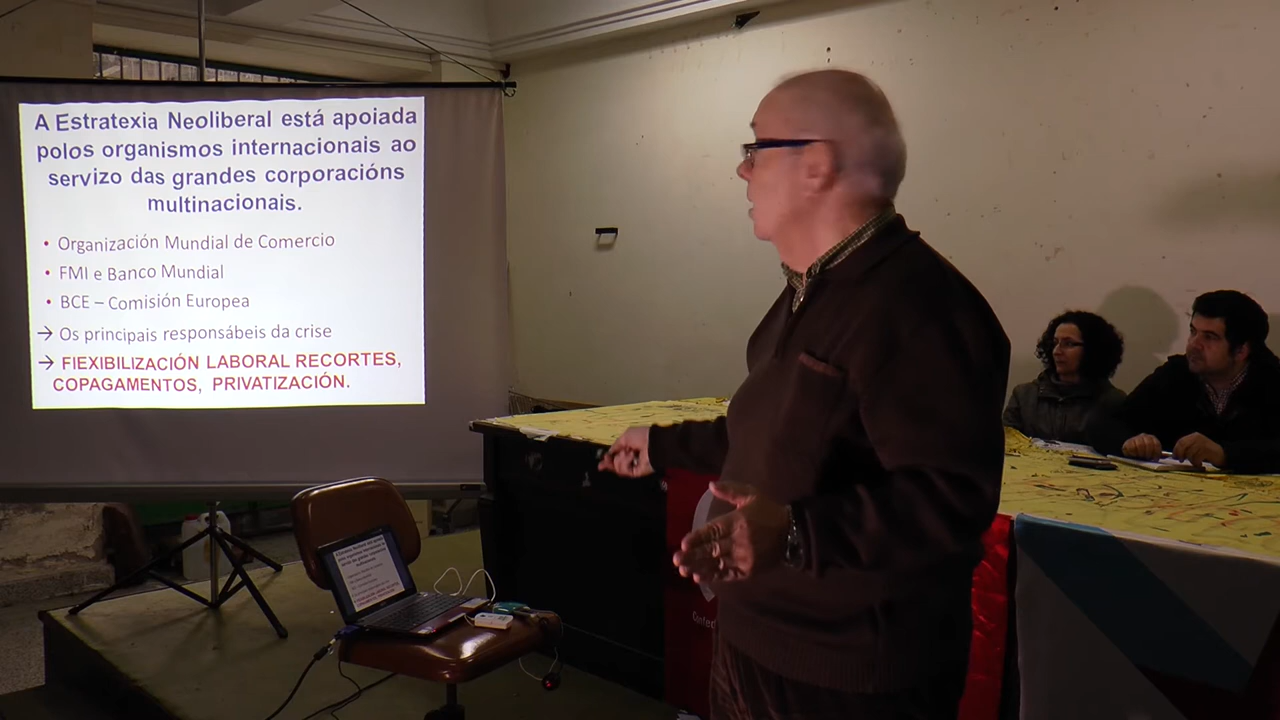 A Estratexia Neoliberal está apoiada
polos organismos internacionais ao
servizo das grandes corporacións
multinacionais.
• Organización Mundial de Comercio
• FMI e Banco Mundial
• BCE – Comisión Europea
→ Os principais responsábeis da crise
→ FIEXIBILIZACIÓN LABORAL RECORTES,
COPAGAMENTOS, PRIVATIZACIÓN.